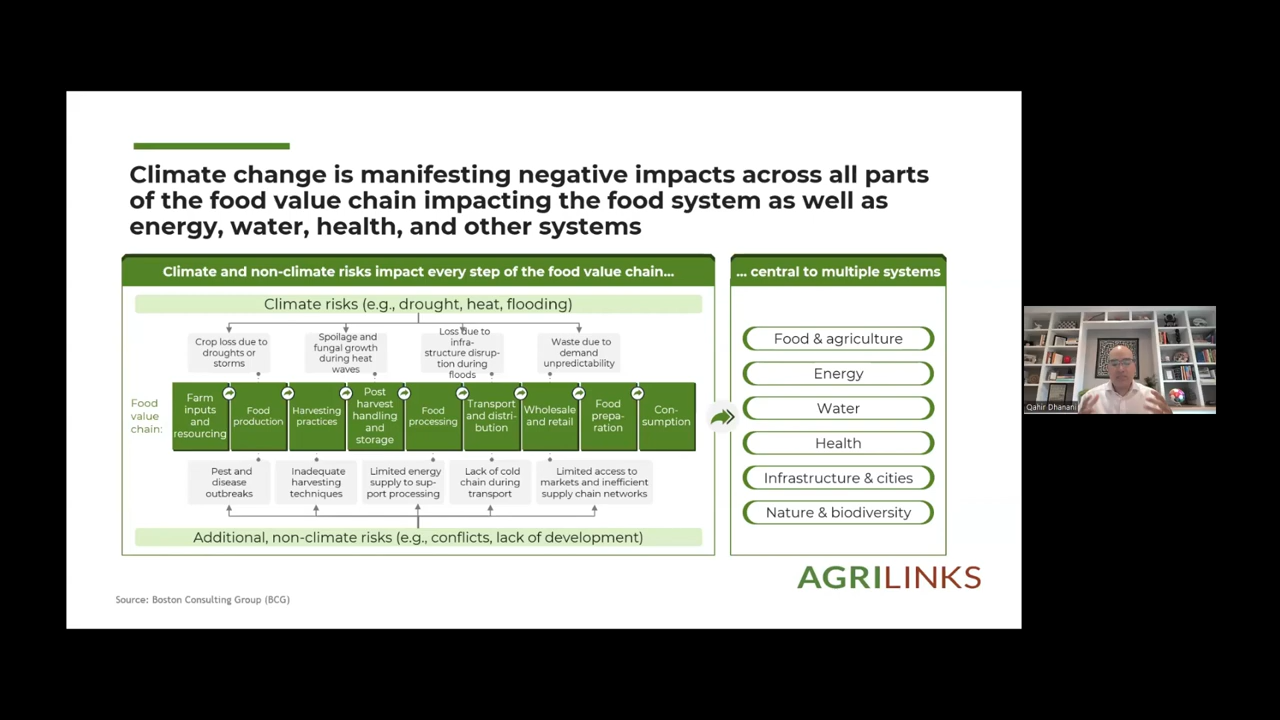 Climate change is manifesting negative impacts across all parts
of the food value chain impacting the food system as well as
energy, water, health, and other systems
Climate and non-climate risks impact every step of the food value chain...
Climate risks (e.g., drought, heat, flooding)
Crop loss due to
droughts or
storms
Spoilage and
fungal growth
during heat
waves
Loss due to
infra-
structure disrup-
tion during
floods
Waste due to
demand
unpredictability
Food
value
chain:
Farm
inputs
and
resourcing
Food
production
Harvesting
practices
Post
harvest
handling
and
storage
Food
processing
Transport
and distri-
bution
Wholesale
and retail
Food
prepa-
ration
Con-
sumption
Pest and
disease
outbreaks
Inadequate
harvesting
techniques
Limited energy
supply to sup-
port processing
Lack of cold
chain during
transport
Limited access to
markets and inefficient
supply chain networks
Additional, non-climate risks (e.g., conflicts, lack of development)
... central to multiple systems
Food & agriculture
Energy
Water
Health
Infrastructure & cities
Nature & biodiversity
AGRILINKS
Source: Boston Consulting Group (BCG)
Qahir Dhanani